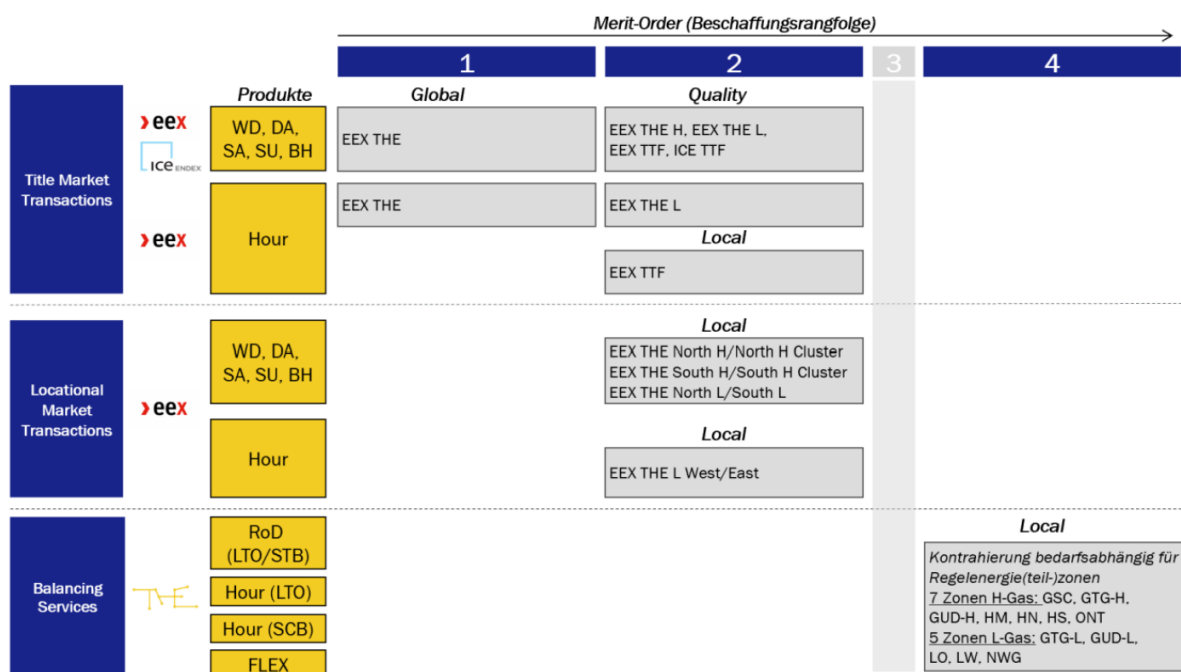 Merit-Order (Beschaffungsrangfolge)
1
2
3
4
Produkte
Global
Quality
Title Market
Transactions
eex
ICE ENDEX
WD, DA,
SA, SU, BH
EEX THE
EEX THE H, EEX THE L,
EEX TTF, ICE TTF
eex
Hour
EEX THE
EEX THE L
Local
EEX TTF
Locational
Market
Transactions
eex
WD, DA,
SA, SU, BH
Local
EEX THE North H/North H Cluster
EEX THE South H/South H Cluster
EEX THE North L/South L
Hour
Local
EEX THE L West/East
Balancing
Services
THE
RoD
(LTO/STB)
Hour (LTO)
Hour (SCB)
FLEX
Local
Kontrahierung bedarfsabhängig für
Regelenergie(teil-)zonen
7 Zonen H-Gas: GSC, GTG-H,
GUD-H, HM, HN, HS, ONT
5 Zonen L-Gas: GTG-L, GUD-L,
LO, LW, NWG